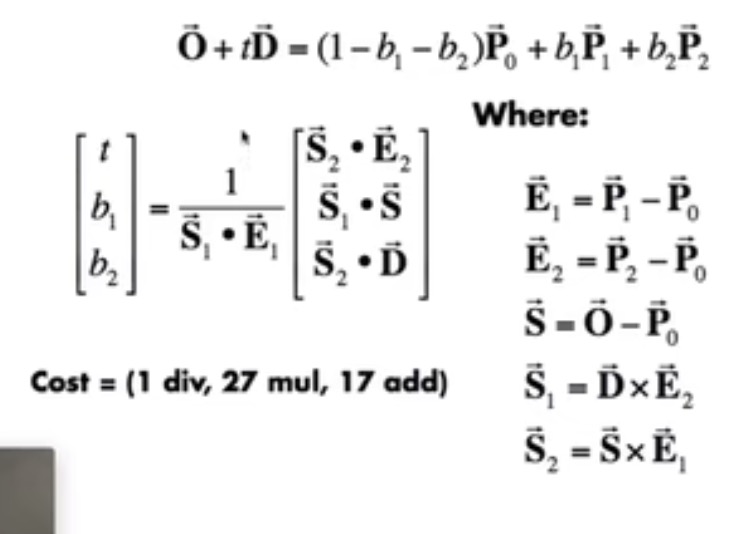 O⃗ + tD⃗ = (1 − b₁ − b₂)P⃗₀ + b₁P⃗₁ + b₂P⃗₂
Where:
[t b₁ b₂] = 1 / (S⃗₁ • E⃗₁) [S⃗₂ • E⃗₂ S⃗₁ • S⃗ S⃗₂ • D⃗]
E⃗₁ = P⃗₁ − P⃗₀
E⃗₂ = P⃗₂ − P⃗₀
S⃗ = O⃗ − P⃗₀
S⃗₁ = D⃗ × E⃗₂
S⃗₂ = S⃗ × E⃗₁
Cost = (1 div, 27 mul, 17 add)